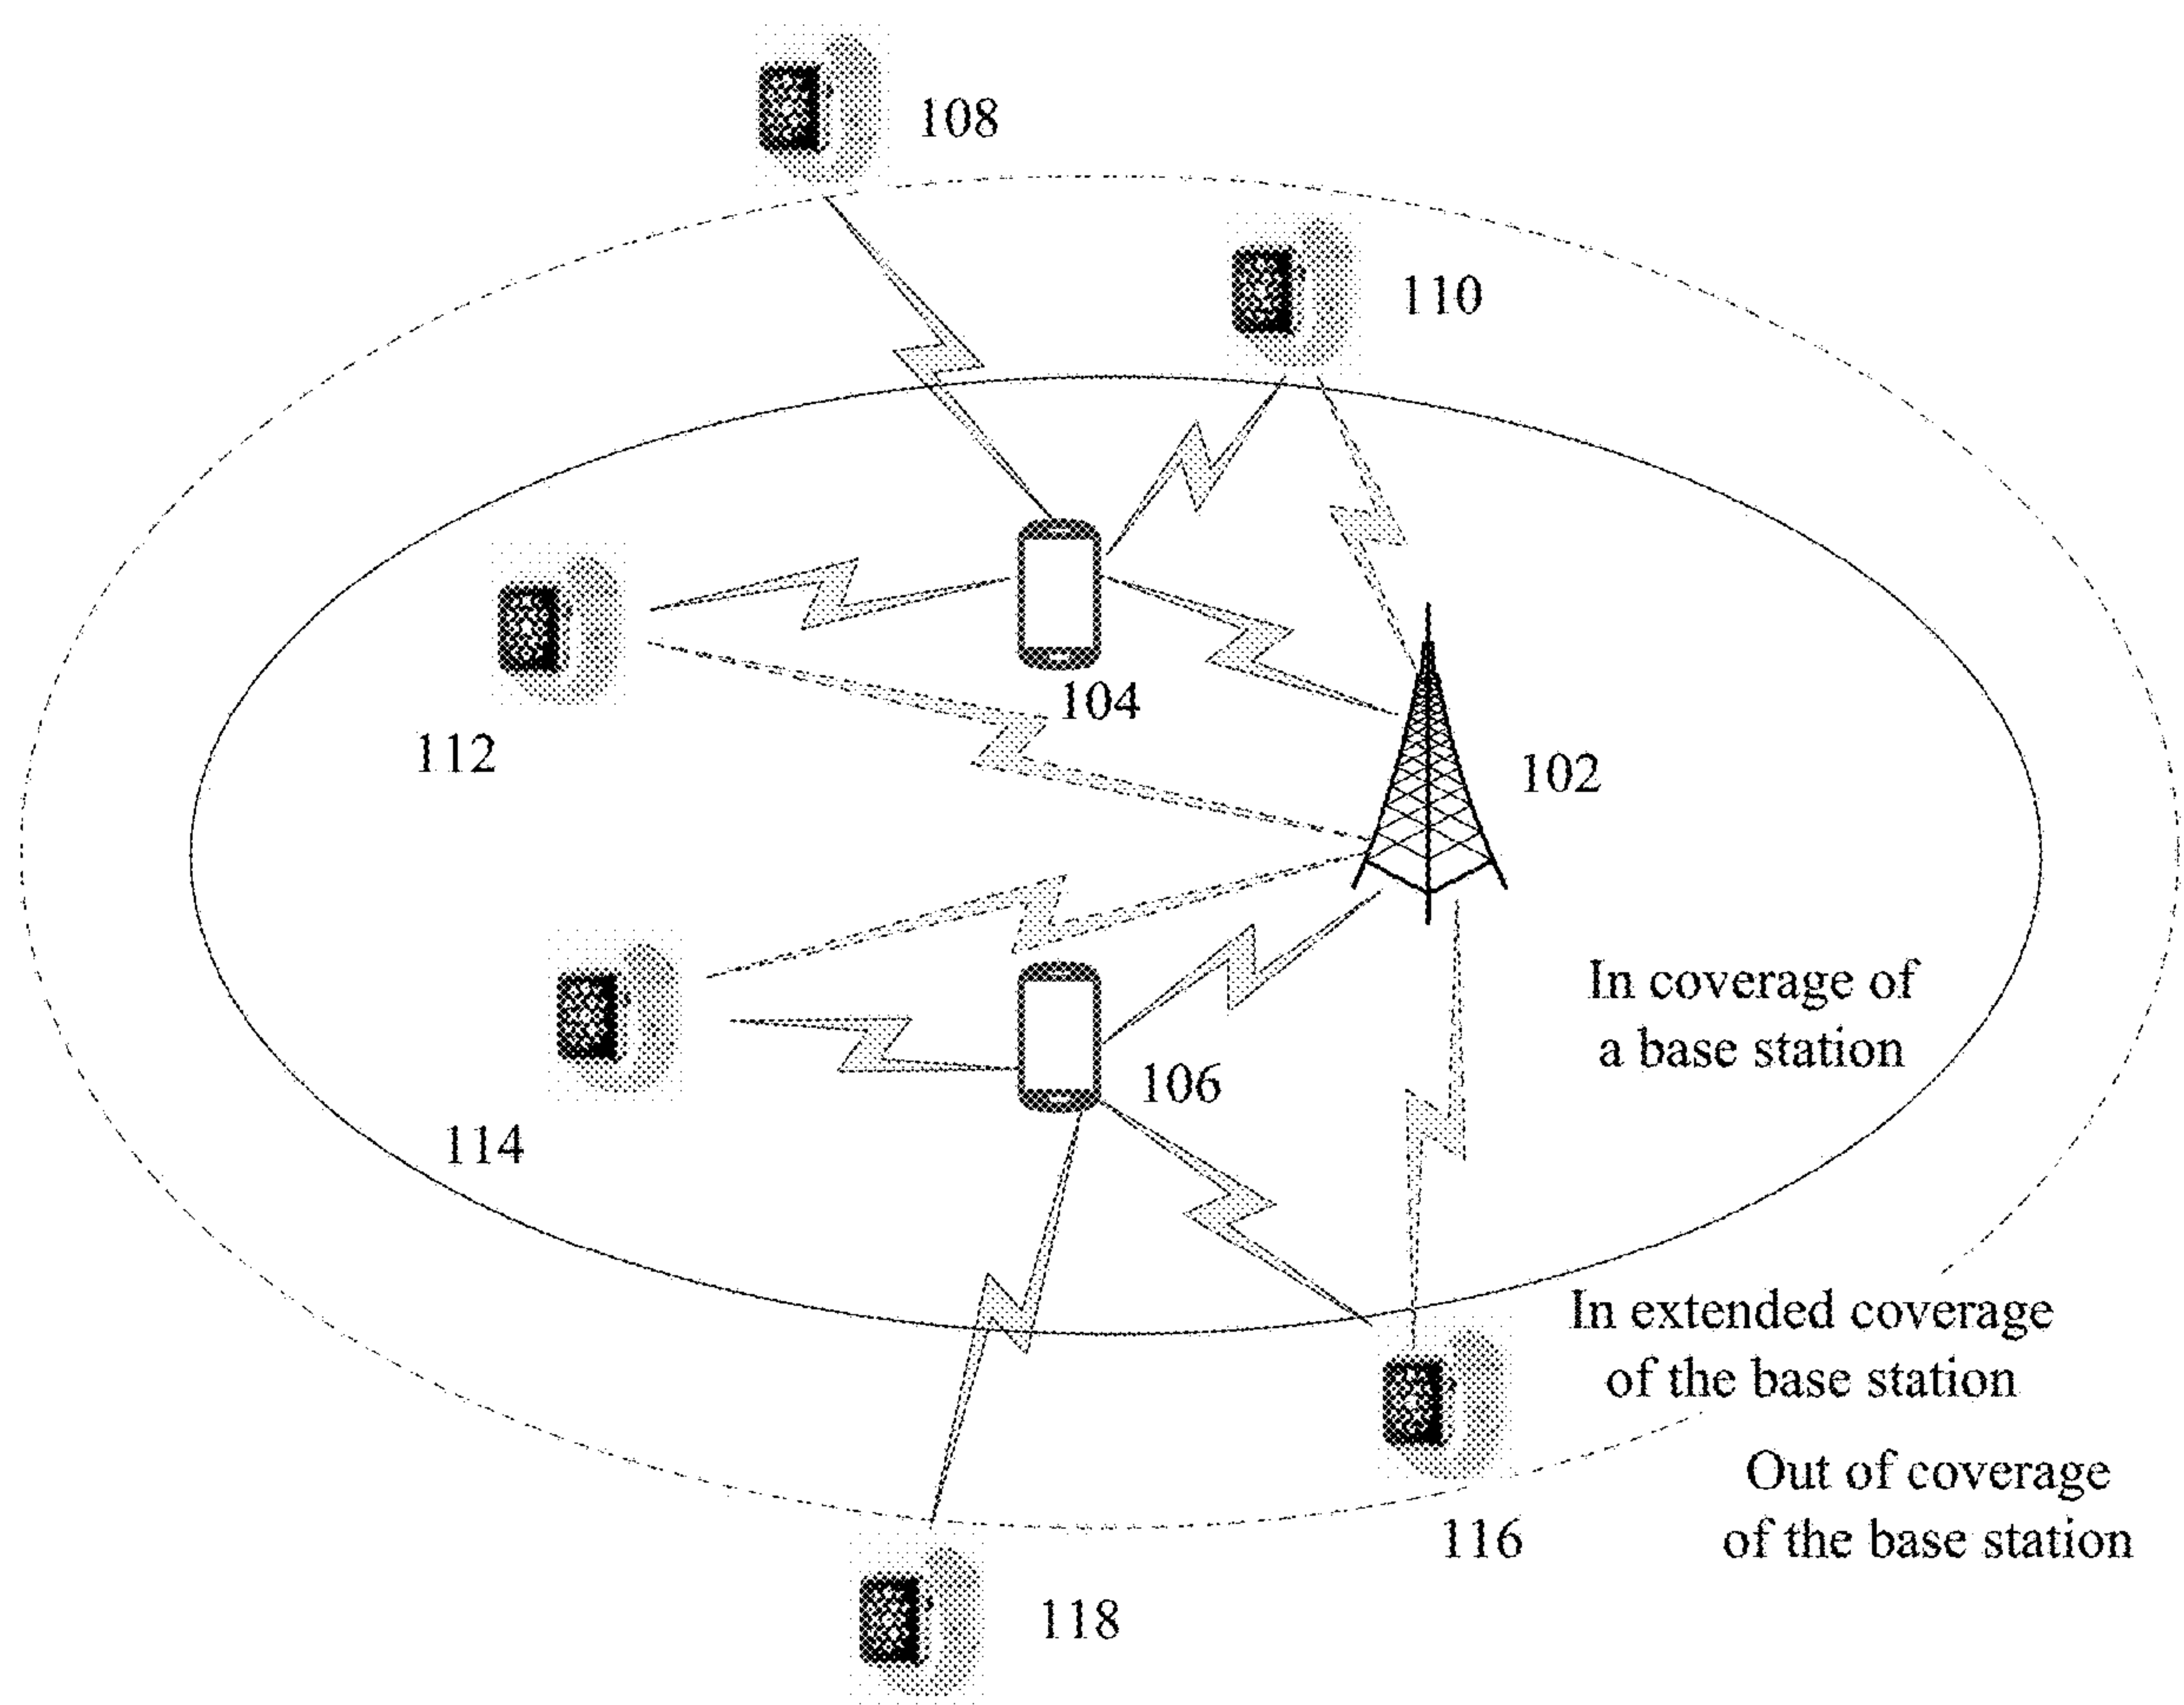 108
110
104
112
102
In coverage of
a base station
106
114
In extended coverage
of the base station
Out of coverage
of the base station
116
118